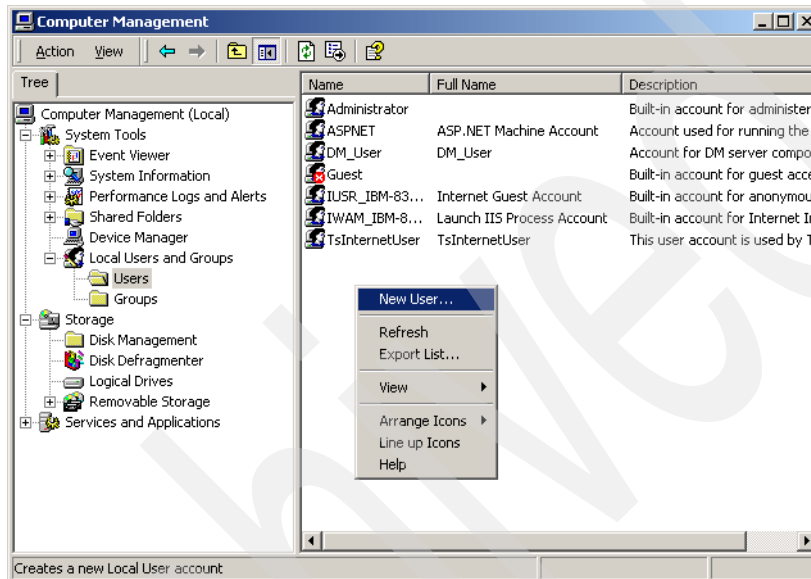 Computer Management
Action View
Tree
Name Full Name Description
Computer Management (Local)
System Tools
Event Viewer
System Information
Performance Logs and Alerts
Shared Folders
Device Manager
Local Users and Groups
Users
Groups
Storage
Disk Management
Disk Defragmenter
Logical Drives
Removable Storage
Services and Applications
Administrator Built-in account for administer
ASPNET ASP.NET Machine Account Account used for running the
DM_User DM_User Account for DM server compo
Guest Built-in account for guest acce
IUSR_IBM-83... Internet Guest Account Built-in account for anonymou
IWAM_IBM-8... Launch IIS Process Account Built-in account for Internet I
TsInternetUser TsInternetUser This user account is used by T
New User...
Refresh
Export List...
View
Arrange Icons
Line up Icons
Help
Creates a new Local User account